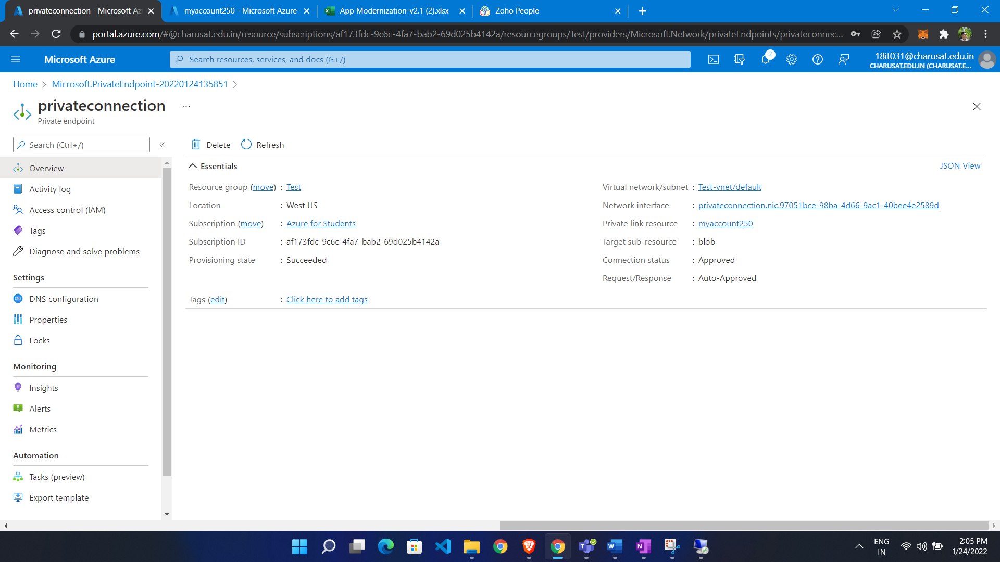 privateconnection - Microsoft Az
myaccount250 - Microsoft Azure
App Modernization-v2.1 (2).xlsx
Zoho People
portal.azure.com/#@charusat.edu.in/resource/subscriptions/af173fdc-9c6c-4fa7-bab2-69d025b4142a/resourcegroups/Test/providers/Microsoft.Network/privateEndpoints/privateconnec...
Microsoft Azure
Search resources, services, and docs (G+/)
2
18it031@charusat.edu.in
CHARUSAT.EDU.IN (CHARUSAT.E...
Home > Microsoft.PrivateEndpoint-20220124135851 >
privateconnection ...
Private endpoint
Search (Ctrl+/)
«
Overview
Activity log
Access control (IAM)
Tags
Diagnose and solve problems
Settings
DNS configuration
Properties
Locks
Monitoring
Insights
Alerts
Metrics
Automation
Tasks (preview)
Export template
Delete
Refresh
Essentials
JSON View
Resource group (move) : Test
Location : West US
Subscription (move) : Azure for Students
Subscription ID : af173fdc-9c6c-4fa7-bab2-69d025b4142a
Provisioning state : Succeeded
Virtual network/subnet : Test-vnet/default
Network interface : privateconnection.nic.97051bce-98ba-4d66-9ac1-40bee4e2589d
Private link resource : myaccount250
Target sub-resource : blob
Connection status : Approved
Request/Response : Auto-Approved
Tags (edit) : Click here to add tags
ENG
IN
2:05 PM
1/24/2022